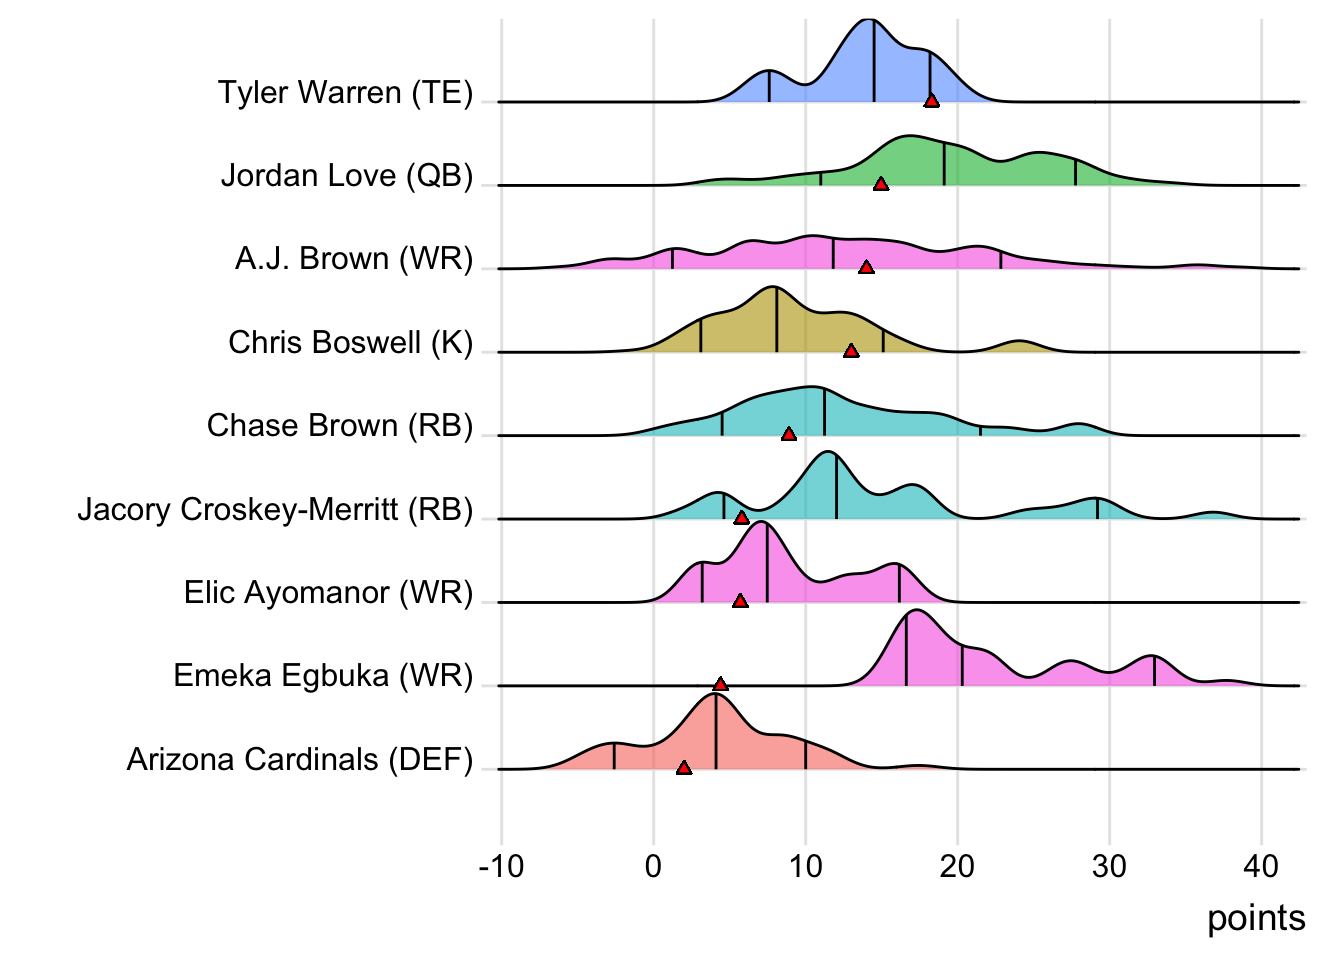 Tyler Warren (TE)
Jordan Love (QB)
A.J. Brown (WR)
Chris Boswell (K)
Chase Brown (RB)
Jacory Croskey-Merritt (RB)
Elic Ayomanor (WR)
Emeka Egbuka (WR)
Arizona Cardinals (DEF)
-10 0 10 20 30 40
points